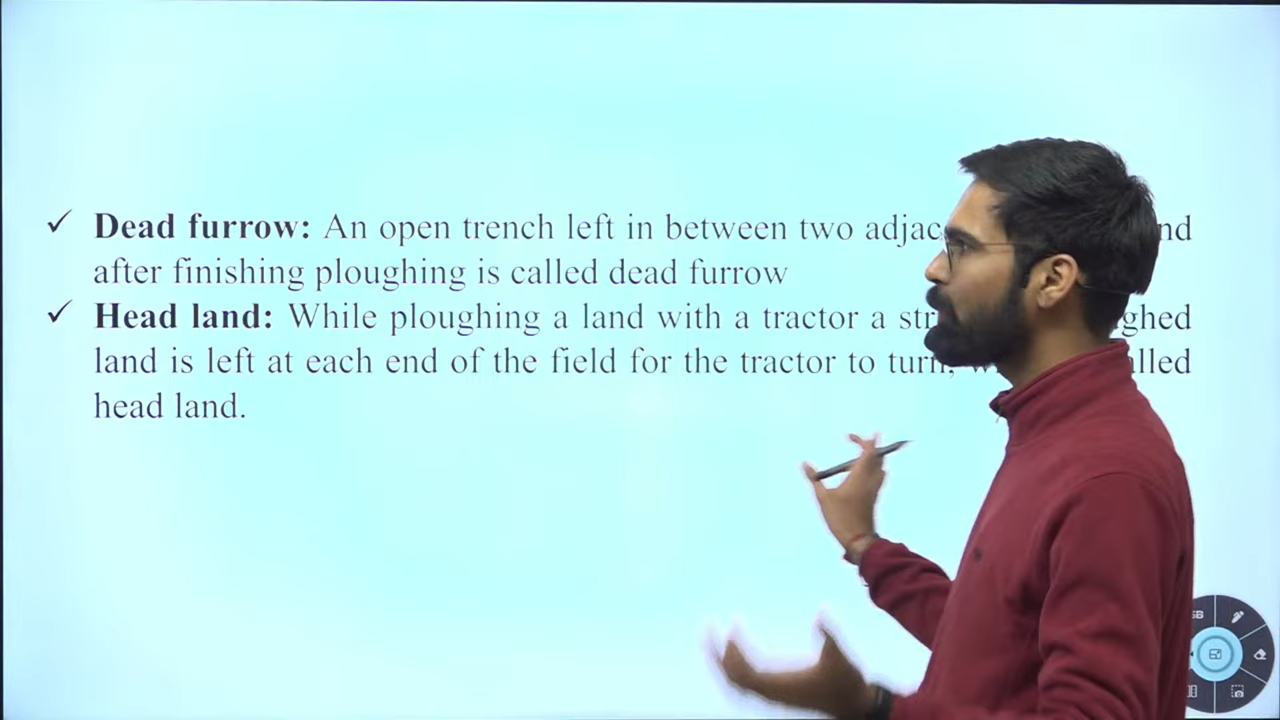 ✓ Dead furrow: An open trench left in between two adjac nd
after finishing ploughing is called dead furrow
✓ Head land: While ploughing a land with a tractor a str ghed
land is left at each end of the field for the tractor to turn, w lled
head land.